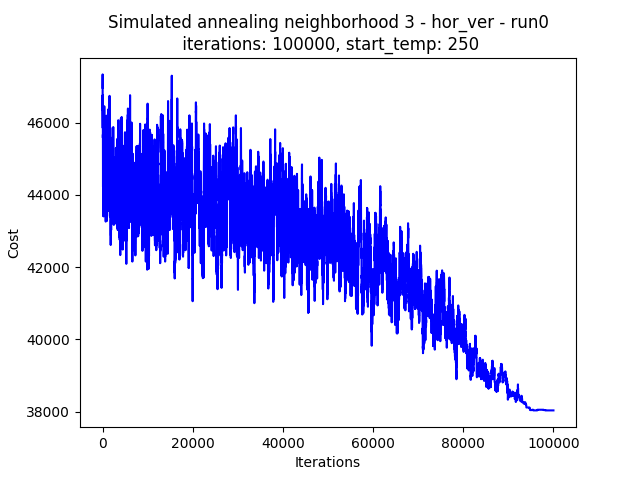 Simulated annealing neighborhood 3 - hor_ver - run0
iterations: 100000, start_temp: 250
46000
44000
42000
40000
38000
Cost
0 20000 40000 60000 80000 100000
Iterations